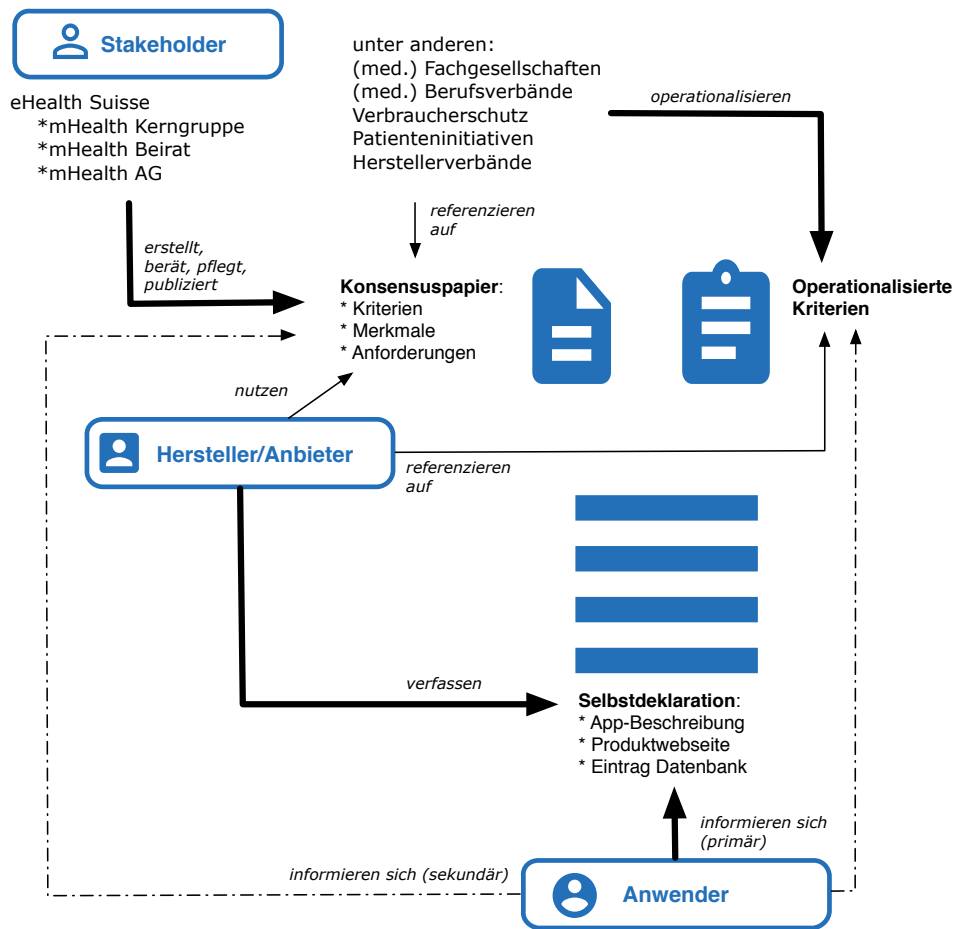 Stakeholder
eHealth Suisse
*mHealth Kerngruppe
*mHealth Beirat
*mHealth AG
unter anderen:
(med.) Fachgesellschaften
(med.) Berufsverbände
Verbraucherschutz
Patienteninitiativen
Herstellerverbände
operationalisieren
referenzieren
auf
erstellt,
berät, pflegt,
publiziert
Konsensuspapier:
* Kriterien
* Merkmale
* Anforderungen
Operationalisierte
Kriterien
nutzen
Hersteller/Anbieter
referenzieren
auf
verfassen
Selbstdeklaration:
* App-Beschreibung
* Produktwebseite
* Eintrag Datenbank
informieren sich
(primär)
informieren sich (sekundär)
Anwender